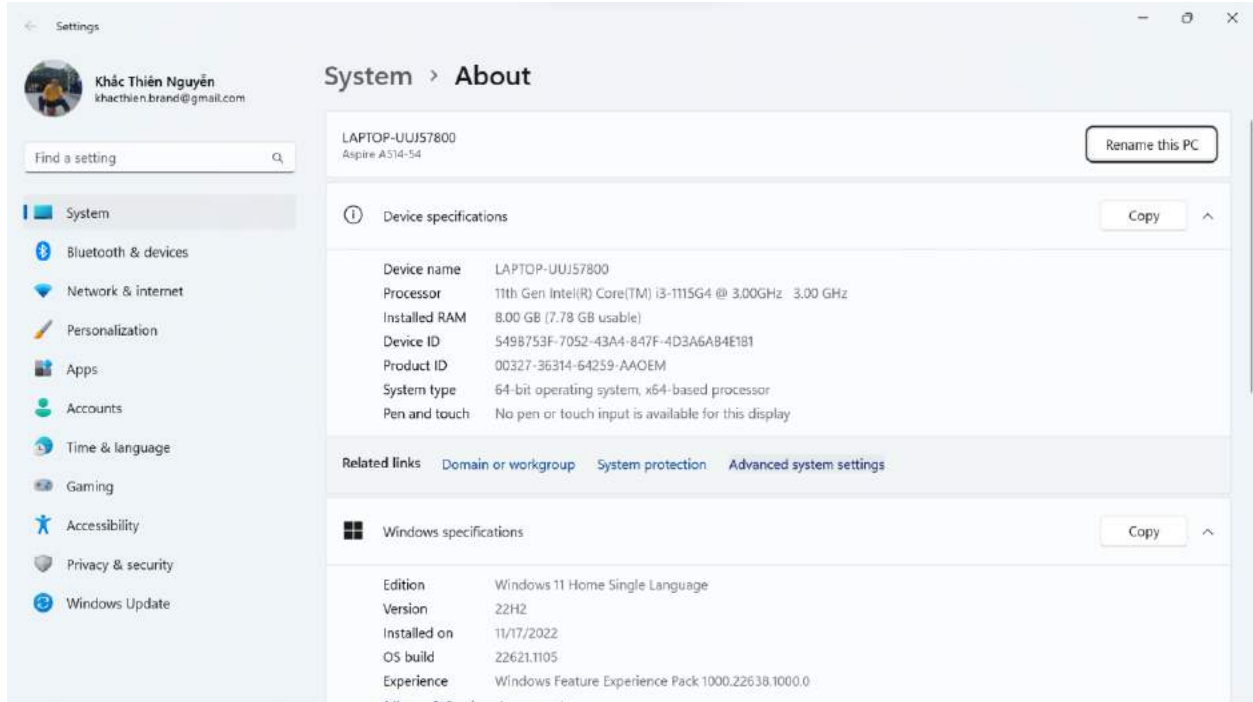 Settings
Khắc Thiên Nguyễn
khacthien.brand@gmail.com
Find a setting
System
Bluetooth & devices
Network & internet
Personalization
Apps
Accounts
Time & language
Gaming
Accessibility
Privacy & security
Windows Update
System > About
LAPTOP-UUJ57800
Aspire A514-54
Rename this PC
Device specifications
Copy
Device name LAPTOP-UUJ57800
Processor 11th Gen Intel(R) Core(TM) i3-1115G4 @ 3.00GHz 3.00 GHz
Installed RAM 8.00 GB (7.78 GB usable)
Device ID 549B753F-7052-43A4-847F-4D3A6AB4E181
Product ID 00327-36314-64259-AAOEM
System type 64-bit operating system, x64-based processor
Pen and touch No pen or touch input is available for this display
Related links Domain or workgroup System protection Advanced system settings
Windows specifications
Copy
Edition Windows 11 Home Single Language
Version 22H2
Installed on 11/17/2022
OS build 22621.1105
Experience Windows Feature Experience Pack 1000.22638.1000.0